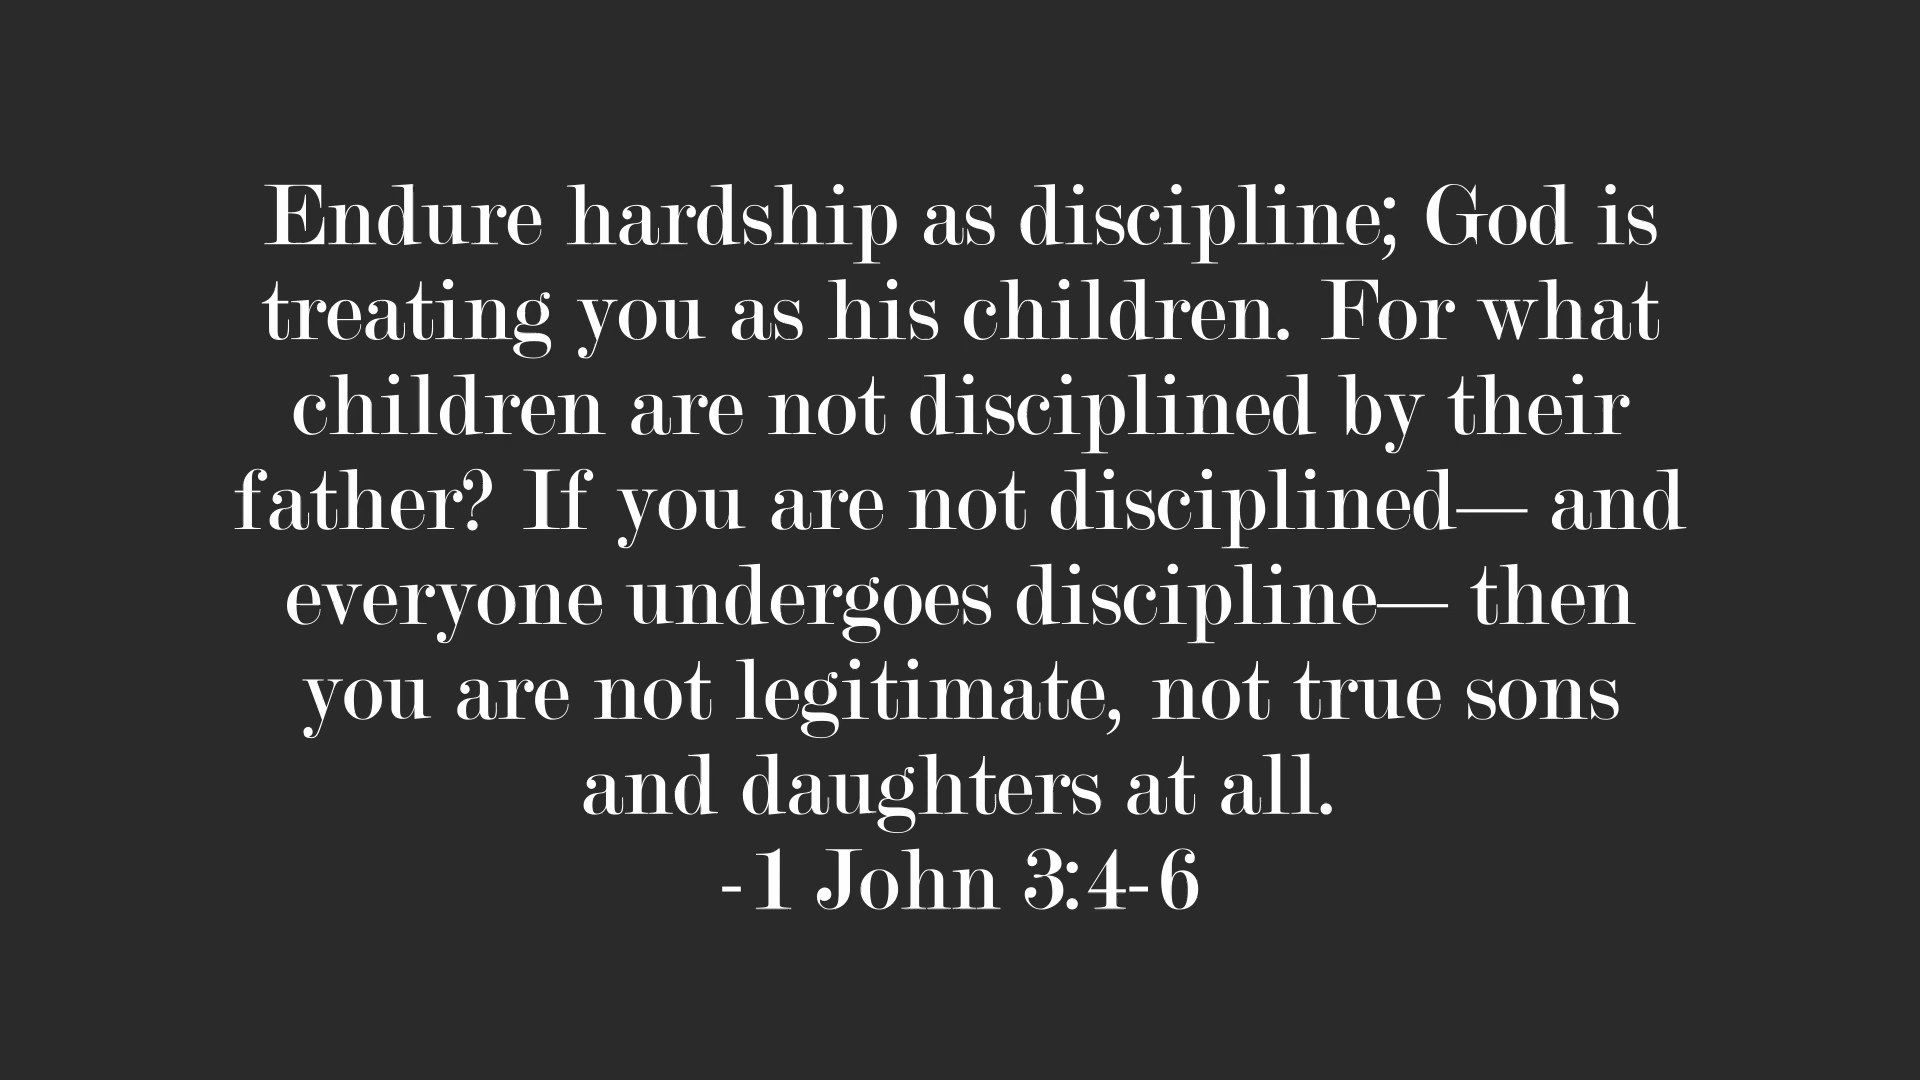 Endure hardship as discipline; God is
treating you as his children. For what
children are not disciplined by their
father? If you are not disciplined— and
everyone undergoes discipline— then
you are not legitimate, not true sons
and daughters at all.
-1 John 3:4-6